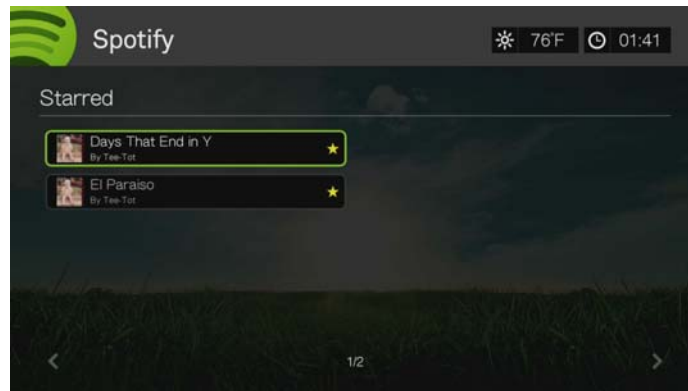 Spotify
76°F
01:41
Starred
Days That End in Y
By Tee-Tot
El Paraiso
By Tee-Tot
1/2